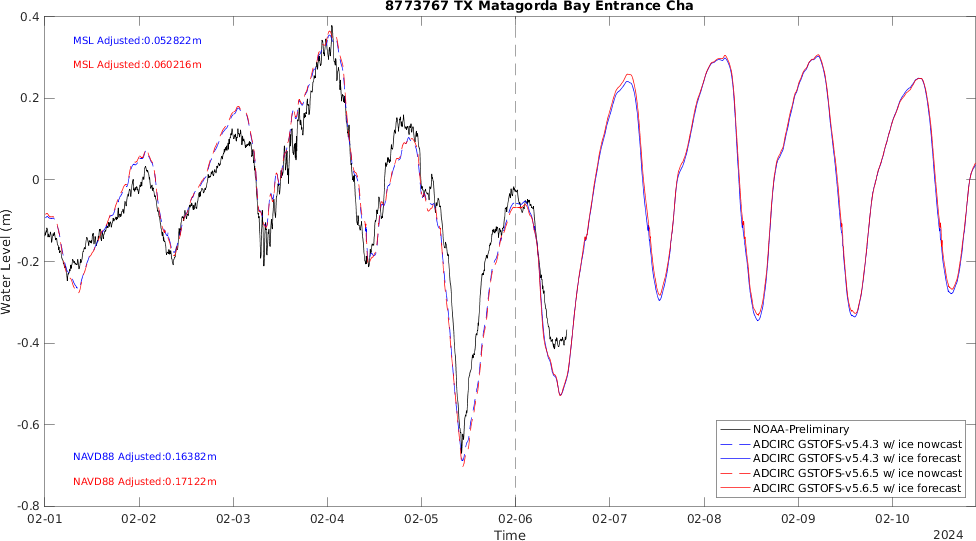 8773767 TX Matagorda Bay Entrance Cha
MSL Adjusted:0.052822m
MSL Adjusted:0.060216m
Water Level (m)
0.4
0.2
0
-0.2
-0.4
-0.6
-0.8
NAVD88 Adjusted:0.16382m
NAVD88 Adjusted:0.17122m
NOAA-Preliminary
ADCIRC GSTOFS-v5.4.3 w/ ice nowcast
ADCIRC GSTOFS-v5.4.3 w/ ice forecast
ADCIRC GSTOFS-v5.6.5 w/ ice nowcast
ADCIRC GSTOFS-v5.6.5 w/ ice forecast
02-01 02-02 02-03 02-04 02-05 02-06 02-07 02-08 02-09 02-10
Time
2024